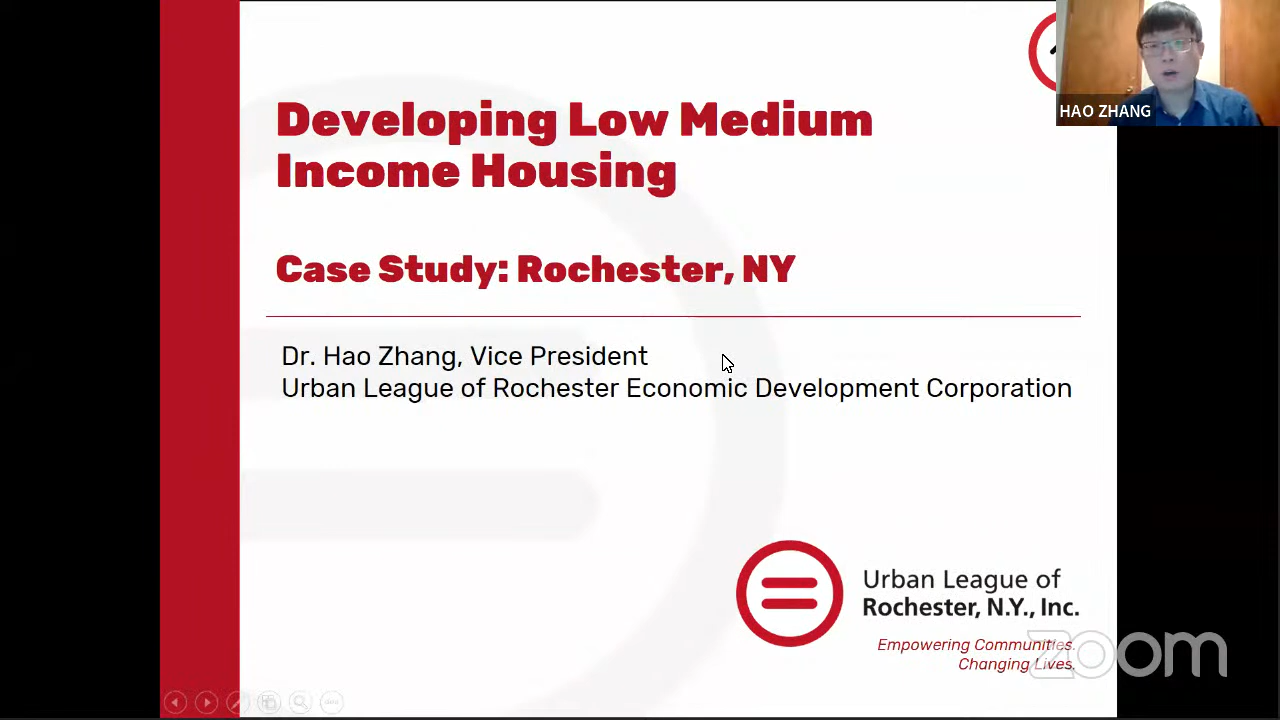 Developing Low Medium
Income Housing
Case Study: Rochester, NY
Dr. Hao Zhang, Vice President
Urban League of Rochester Economic Development Corporation
HAO ZHANG
Urban League of
Rochester, N.Y., Inc.
Empowering Communities.
Changing Lives.
zoom